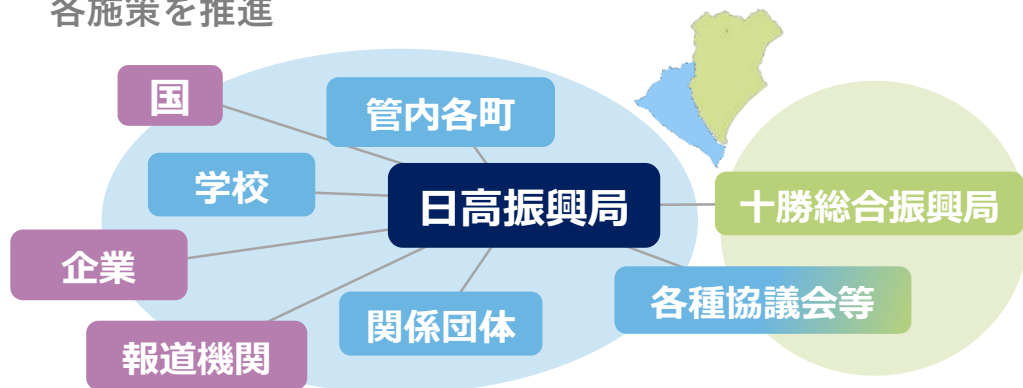 各施策を推進
国
管内各町
学校
日高振興局
十勝総合振興局
企業
各種協議会等
関係団体
報道機関